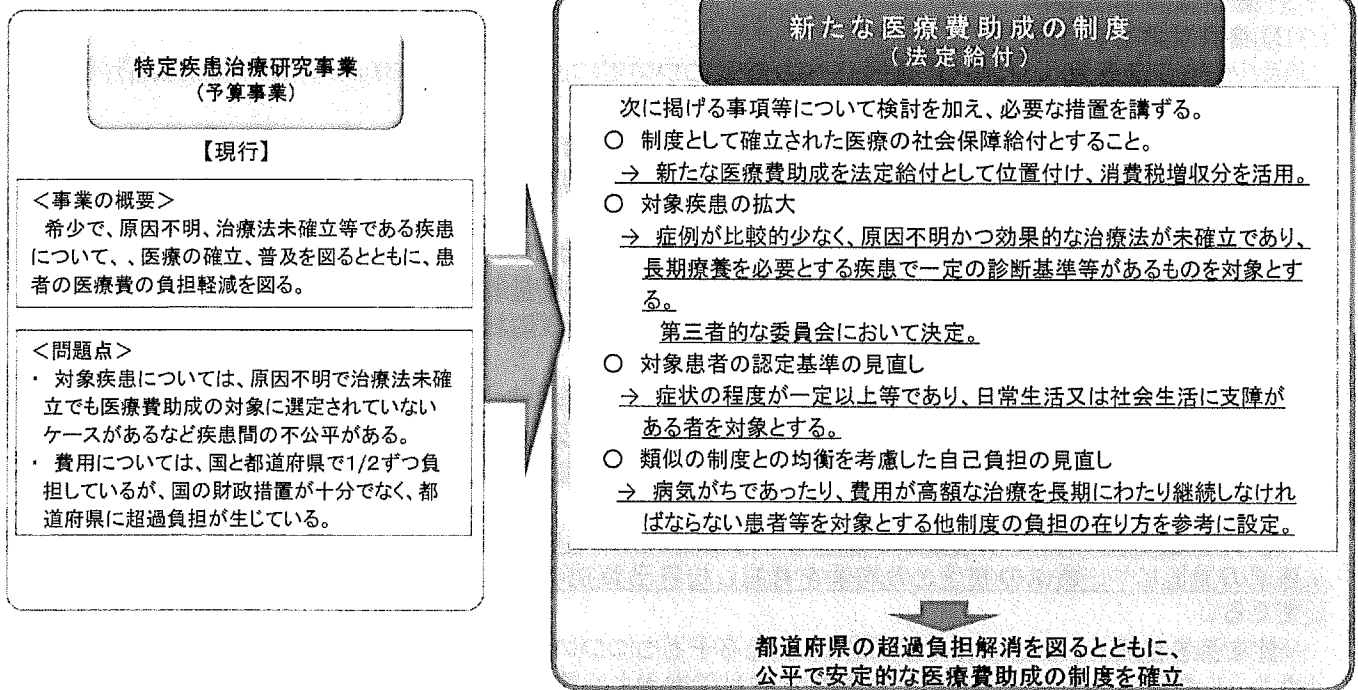 特定疾患治療研究事業
(予算事業)
【現行】
<事業の概要>
希少で、原因不明、治療法未確立等である疾患
について、、医療の確立、普及を図るとともに、患
者の医療費の負担軽減を図る。
<問題点>
・ 対象疾患については、原因不明で治療法未確
立でも医療費助成の対象に選定されていない
ケースがあるなど疾患間の不公平がある。
・ 費用については、国と都道府県で1/2ずつ負
担しているが、国の財政措置が十分でなく、都
道府県に超過負担が生じている。
新たな医療費助成の制度
(法定給付)
次に掲げる事項等について検討を加え、必要な措置を講ずる。
○ 制度として確立された医療の社会保障給付とすること。
→ 新たな医療費助成を法定給付として位置付け、消費税増収分を活用。
○ 対象疾患の拡大
→ 症例が比較的少なく、原因不明かつ効果的な治療法が未確立であり、
長期療養を必要とする疾患で一定の診断基準等があるものを対象とす
る。
第三者的な委員会において決定。
○ 対象患者の認定基準の見直し
→ 症状の程度が一定以上等であり、日常生活又は社会生活に支障が
ある者を対象とする。
○ 類似の制度との均衡を考慮した自己負担の見直し
→ 病気がちであったり、費用が高額な治療を長期にわたり継続しなけれ
ばならない患者等を対象とする他制度の負担の在り方を参考に設定。
都道府県の超過負担解消を図るとともに、
公平で安定的な医療費助成の制度を確立